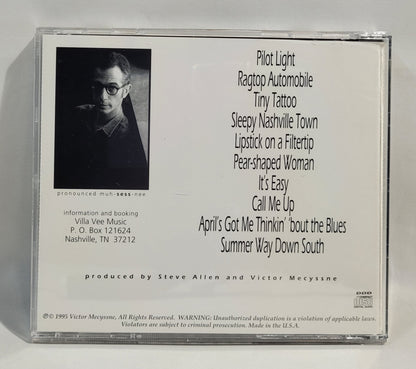 Pilot Light
Ragtop Automobile
Tiny Tattoo
Sleepy Nashville Town
Lipstick on a Filtertip
Pear-shaped Woman
It's Easy
Call Me Up
April's Got Me Thinkin' 'bout the Blues
Summer Way Down South
pronounced muh-sess-nee
information and booking
Villa Vee Music
P. O. Box 121624
Nashville, TN 37212
produced by Steve Allen and Victor Mecyssne
DDD
℗© 1995 Victor Mecyssne, All Rights Reserved. WARNING: Unauthorized duplication is a violation of applicable laws.
Violators are subject to criminal prosecution. Made in the U.S.A.